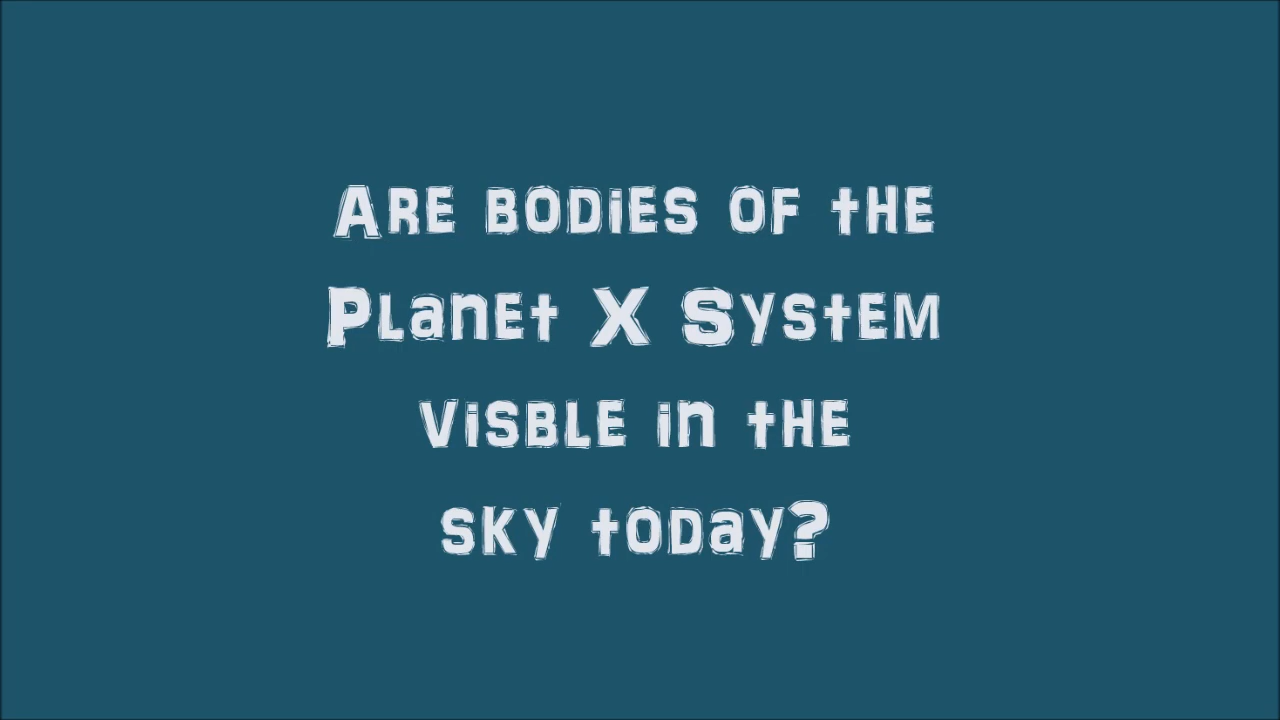 Are bodies of the
Planet X System
visble in the
sky today?